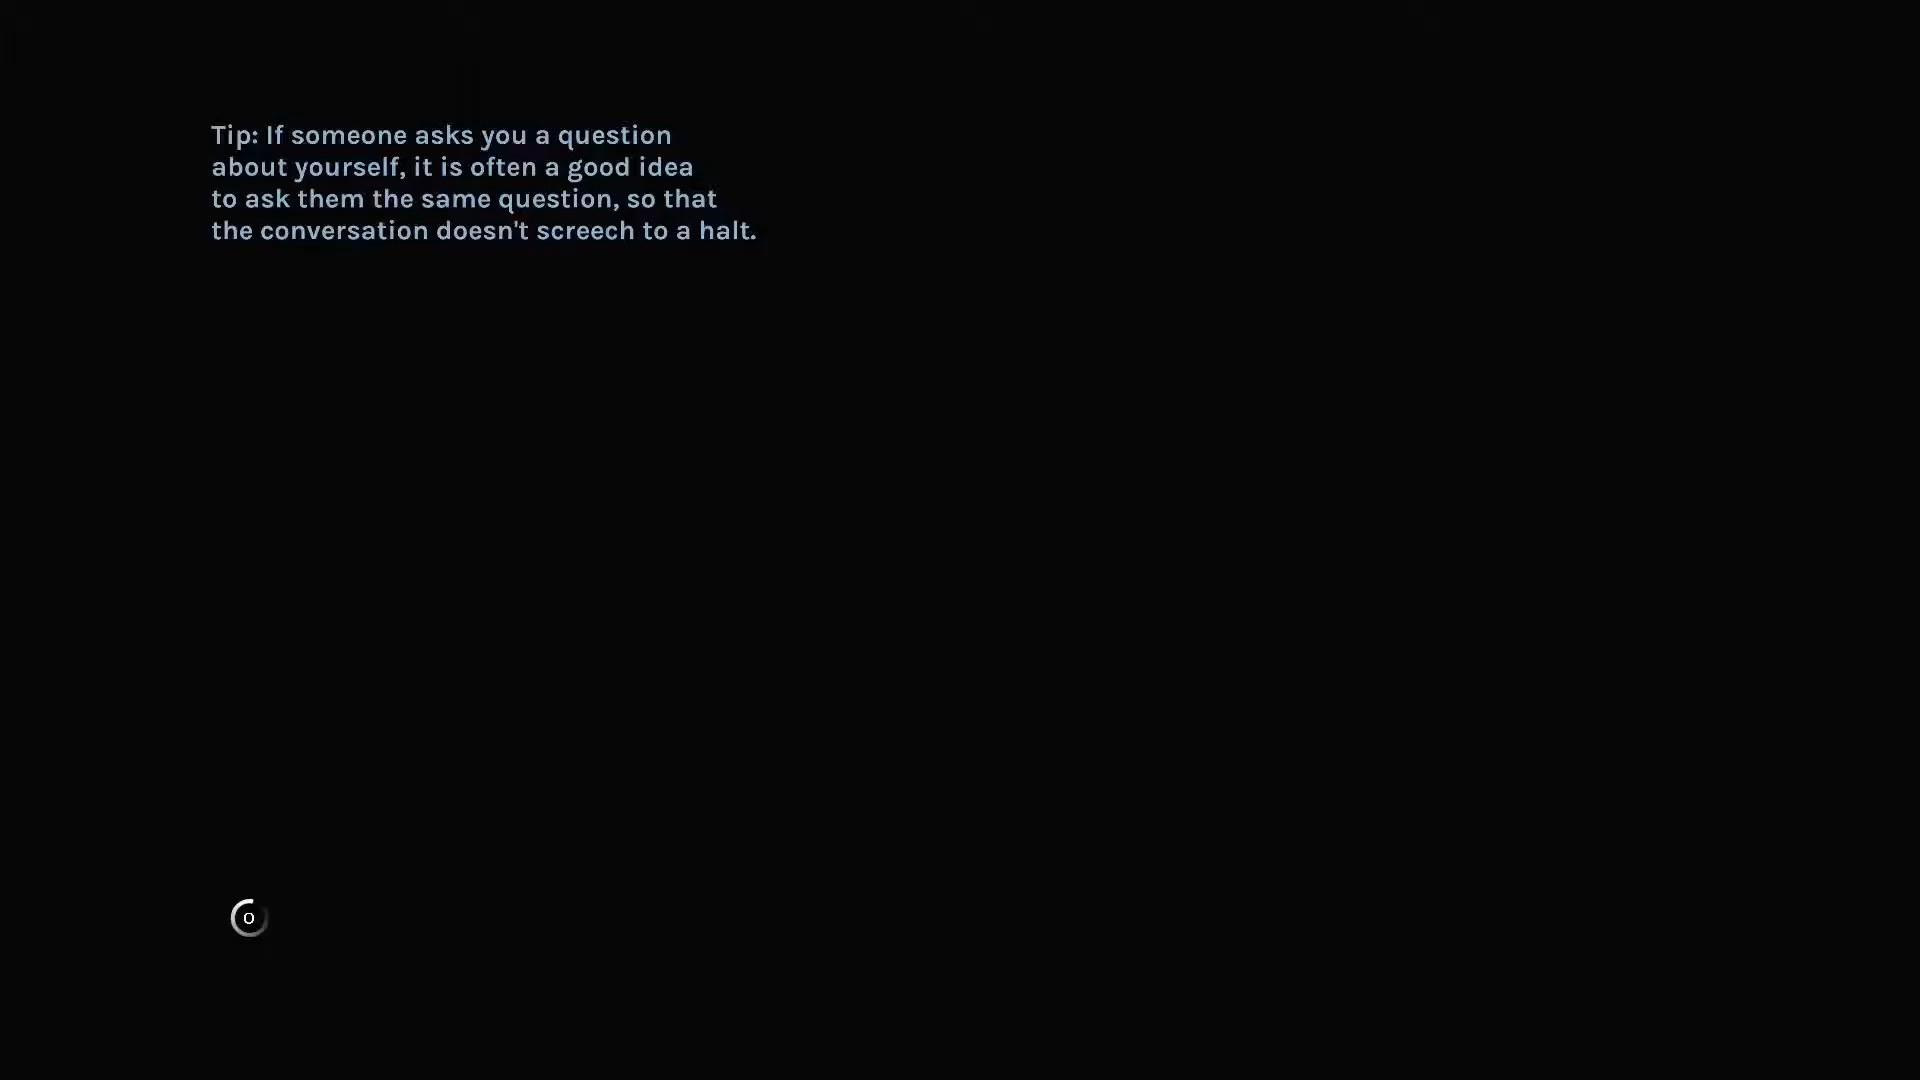 Tip: If someone asks you a question
about yourself, it is often a good idea
to ask them the same question, so that
the conversation doesn't screech to a halt.
0